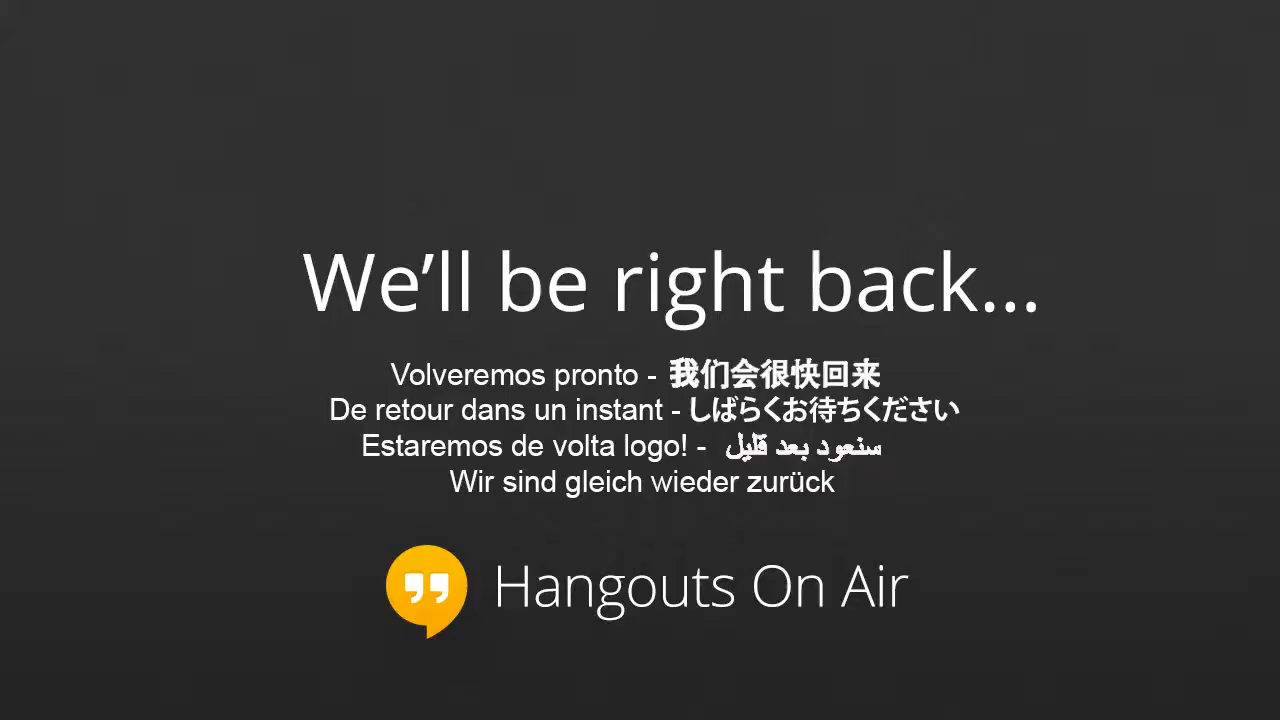 We'll be right back...
Volveremos pronto - 我们会很快回来
De retour dans un instant - しばらくお待ちください
Estaremos de volta logo! - سنعود بعد قليل
Wir sind gleich wieder zurück
Hangouts On Air